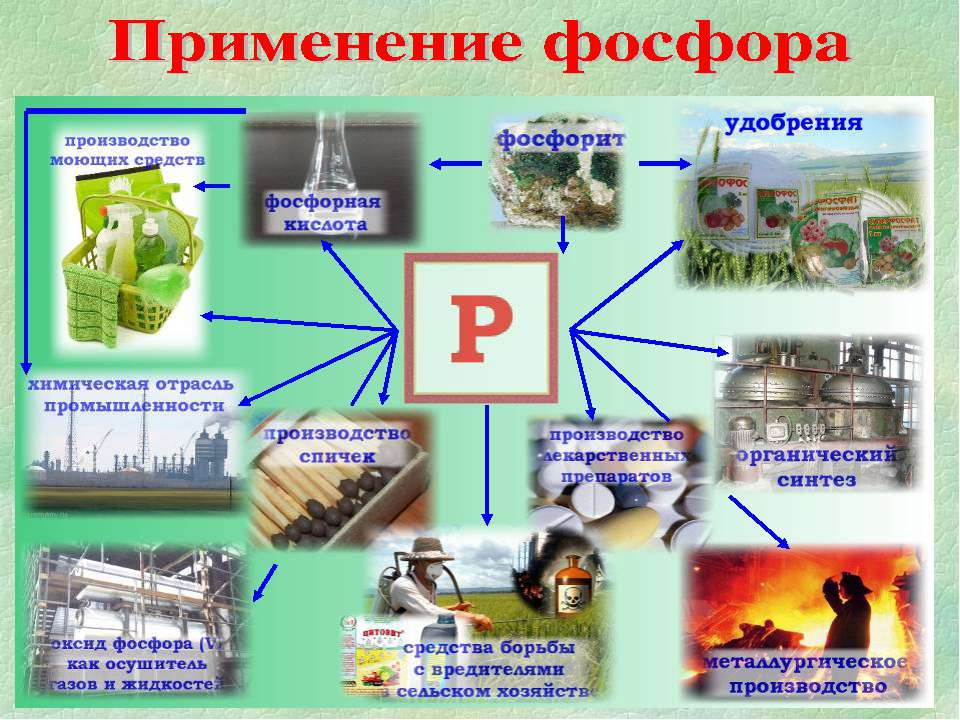 Применение фосфора
производство
моющих средств
фосфорная
кислота
фосфорит
удобрения
P
химическая отрасль
промышленности
производство
спичек
производство
лекарственных
препаратов
органический
синтез
оксид фосфора (V)
как осушитель
газов и жидкостей
ЦИТОВИТ
средства борьбы
с вредителями
сельском хозяйстве
металлургическое
производство